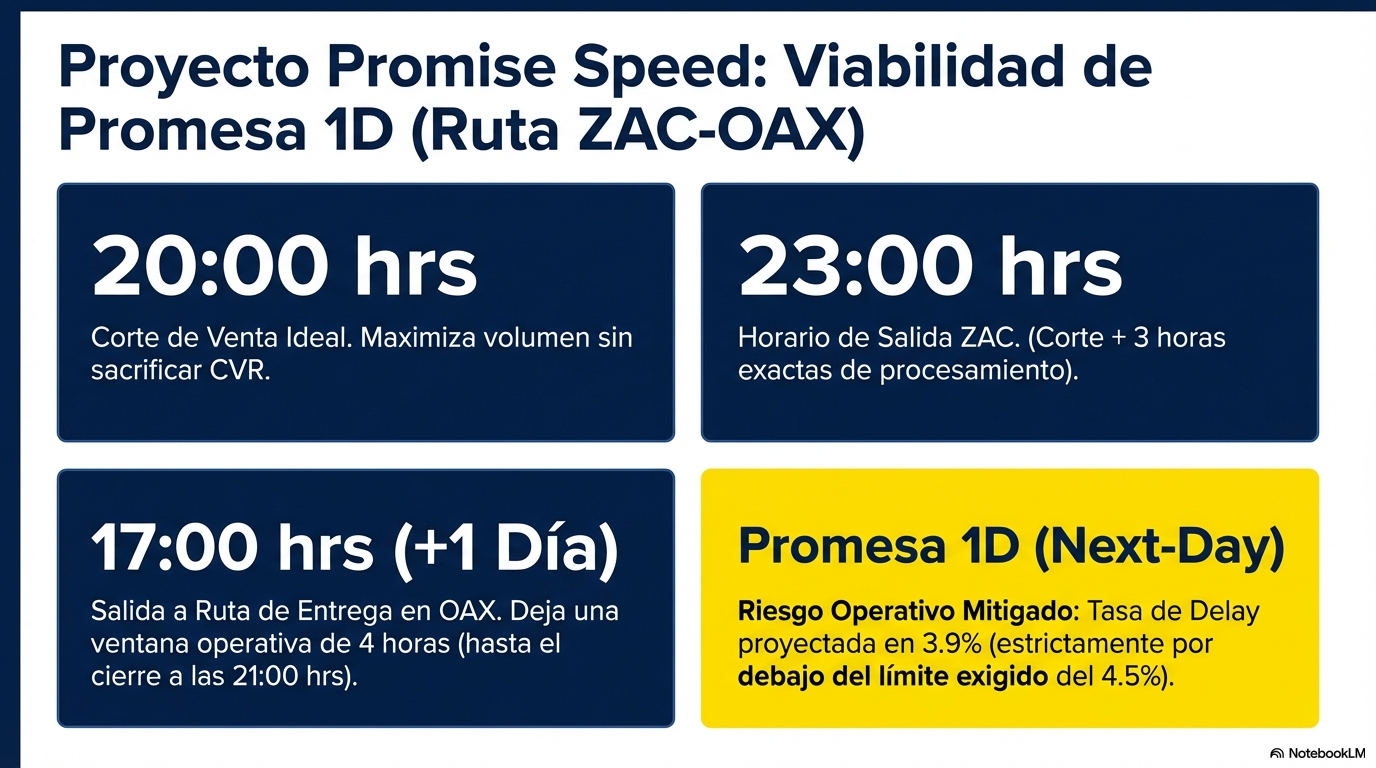 Proyecto Promise Speed: Viabilidad de
Promesa 1D (Ruta ZAC-OAX)
20:00 hrs
Corte de Venta Ideal. Maximiza volumen sin
sacrificar CVR.
23:00 hrs
Horario de Salida ZAC. (Corte + 3 horas
exactas de procesamiento).
17:00 hrs (+1 Día)
Salida a Ruta de Entrega en OAX. Deja una
ventana operativa de 4 horas (hasta el
cierre a las 21:00 hrs).
Promesa 1D (Next-Day)
Riesgo Operativo Mitigado: Tasa de Delay
proyectada en 3.9% (estrictamente por
debajo del límite exigido del 4.5%).
NotebookLM